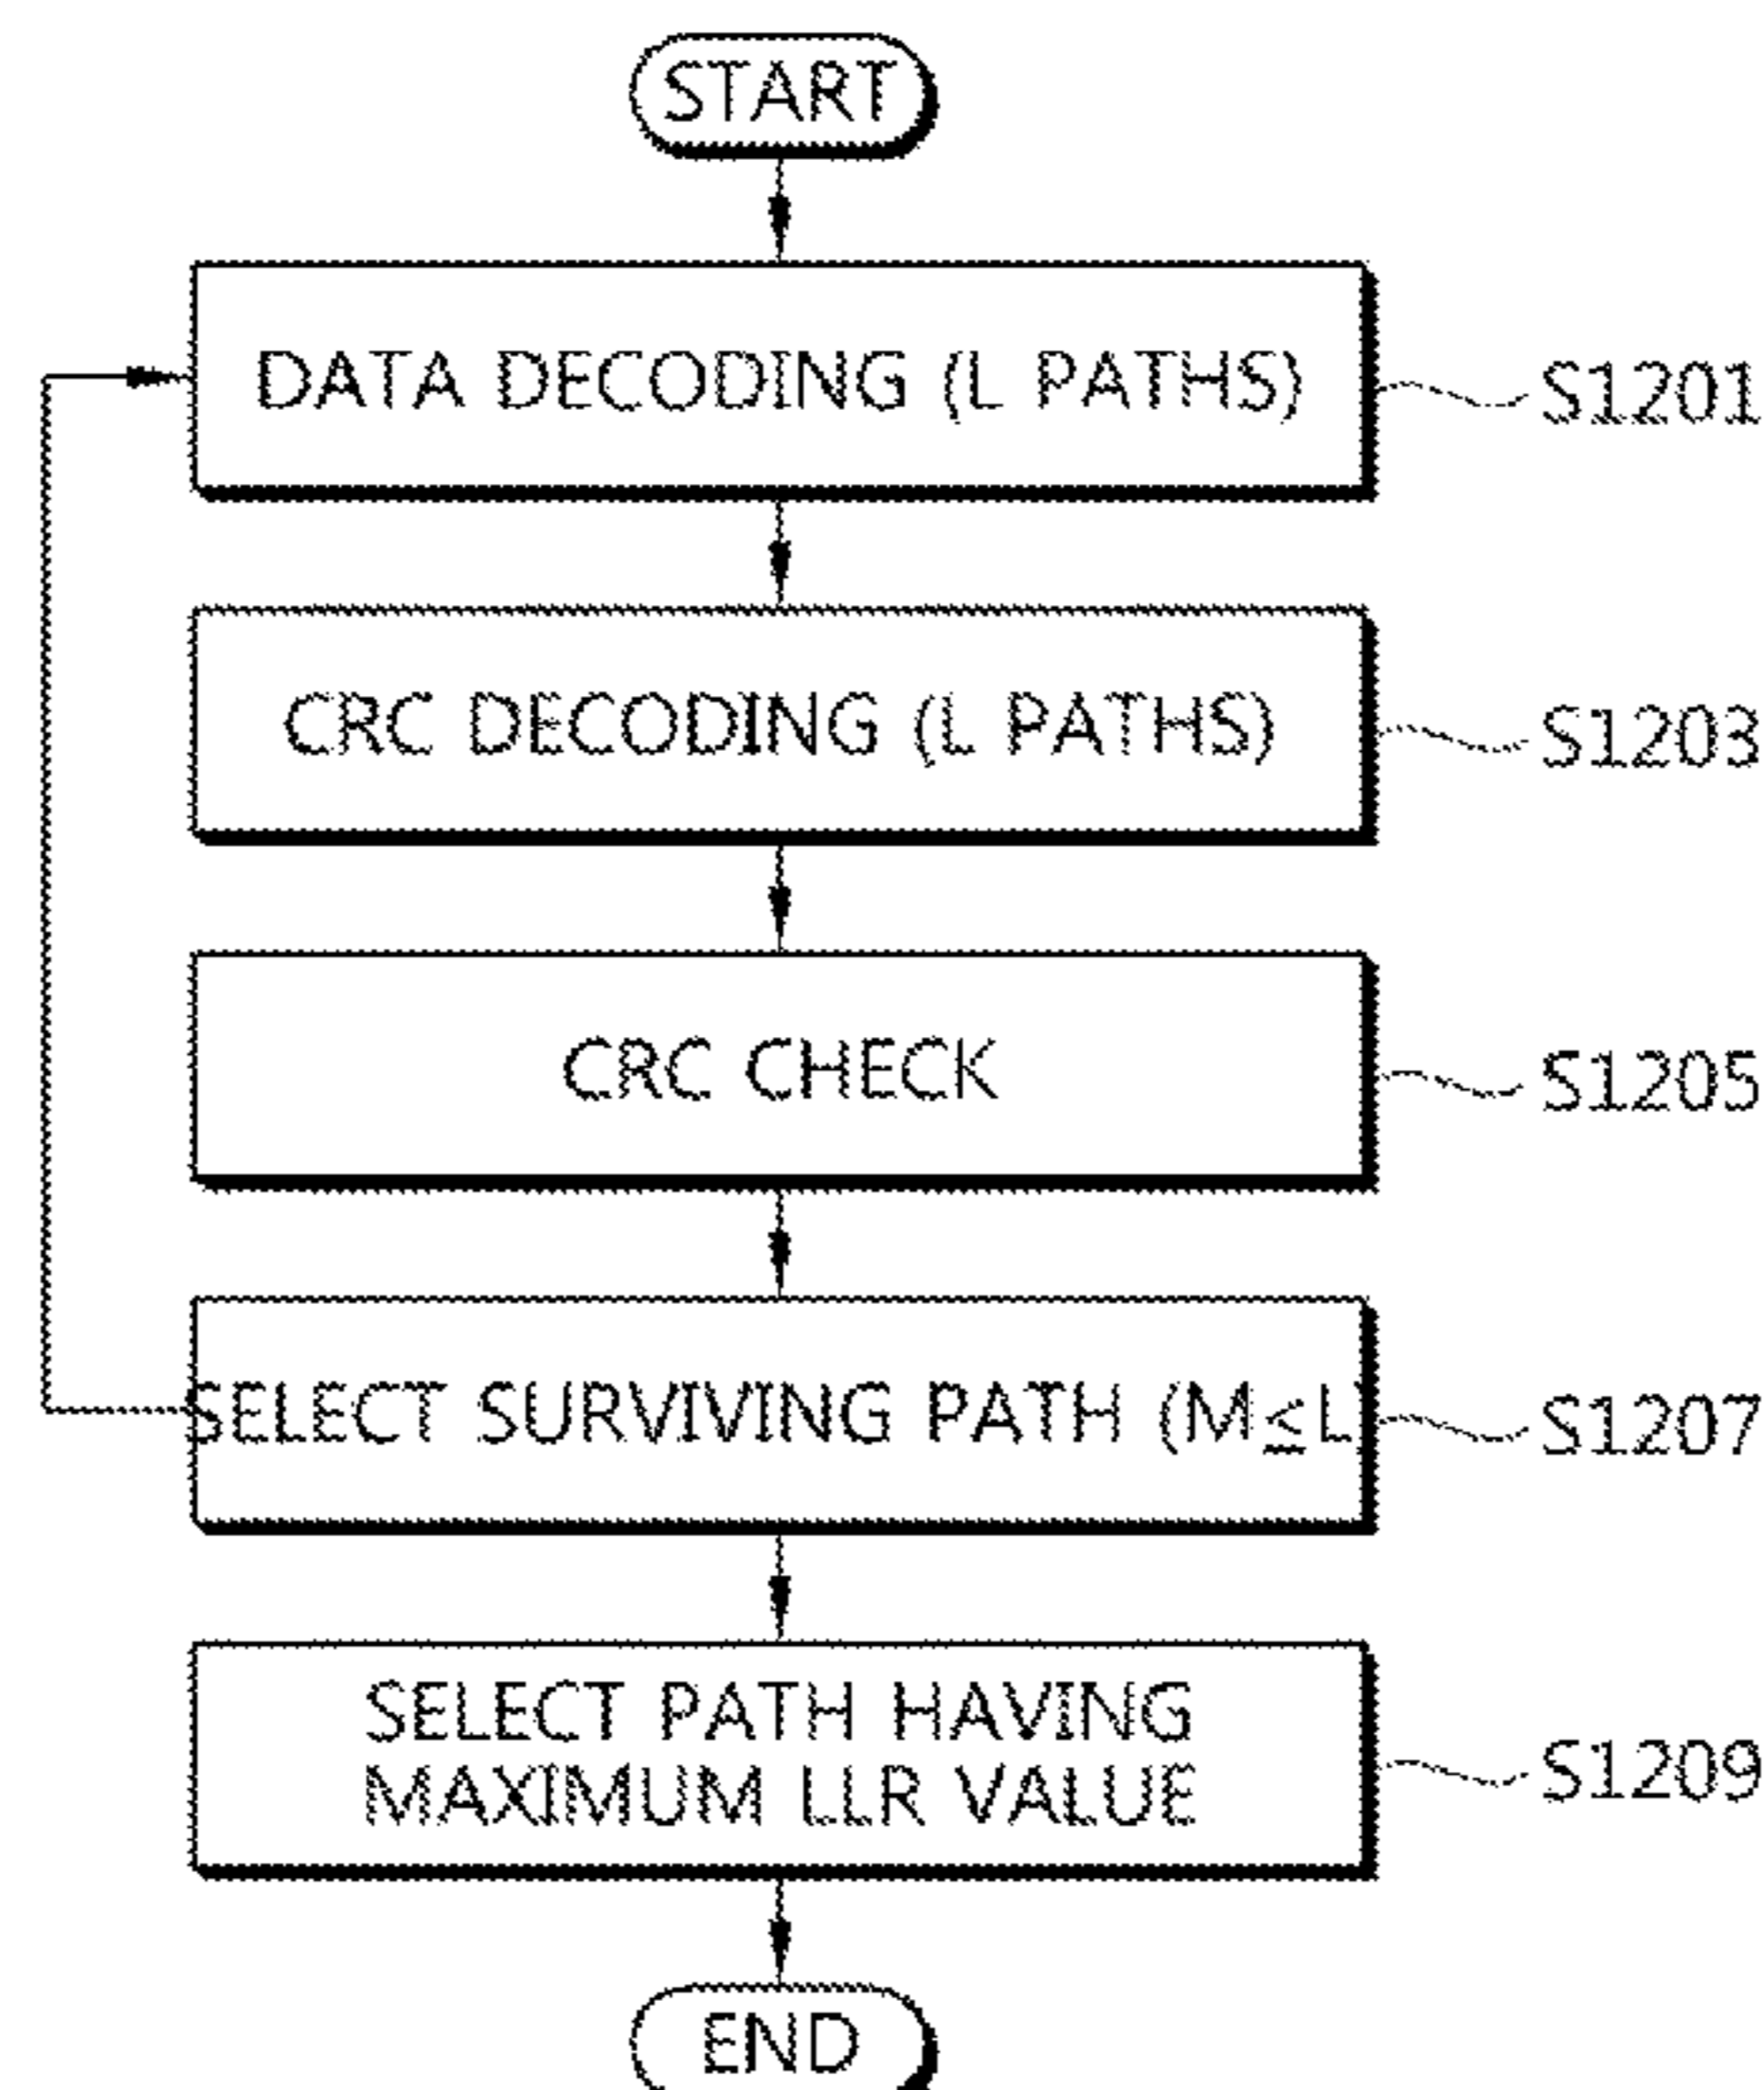 START
DATA DECODING (L PATHS)
S1201
CRC DECODING (L PATHS)
S1203
CRC CHECK
S1205
SELECT SURVIVING PATH (M≤L)
S1207
SELECT PATH HAVING
MAXIMUM LLR VALUE
S1209
END